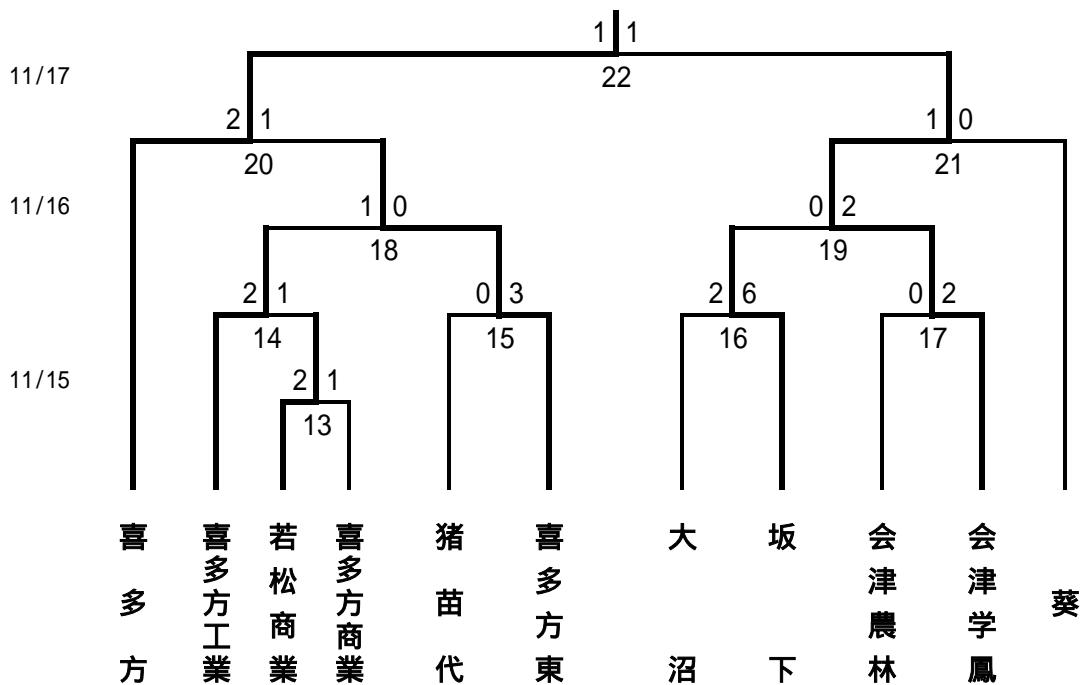 1 1
11/17
22
2 1
1 0
20
21
11/16
1 0
0 2
18
19
2 1
0 3
2 6
0 2
14
15
16
17
11/15
2 1
13
喜多方
喜多方工業
若松商業
喜多方商業
猪苗代
喜多方東
大沼
坂下
会津農林
会津学鳳
葵